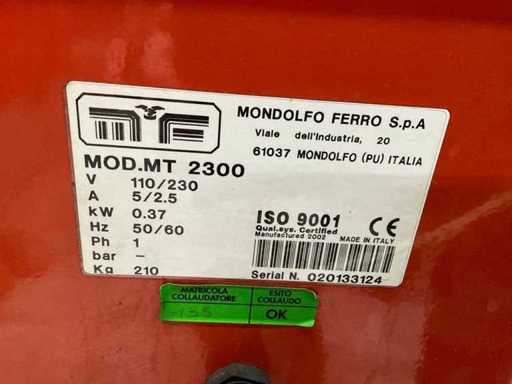 MF
MONDOLFO FERRO S.p.A
Viale dell'Industria, 20
61037 MONDOLFO (PU) ITALIA
MOD.MT 2300
V 110/230
A 5/2.5
kW 0.37
Hz 50/60
Ph 1
bar –
Kg 210
ISO 9001
Qual.sys. Certified
Manufactured 2002
CE
MADE IN ITALY
Serial N. 020133124
MATRICOLA COLLAUDATORE
ESITO COLLAUDO
OK